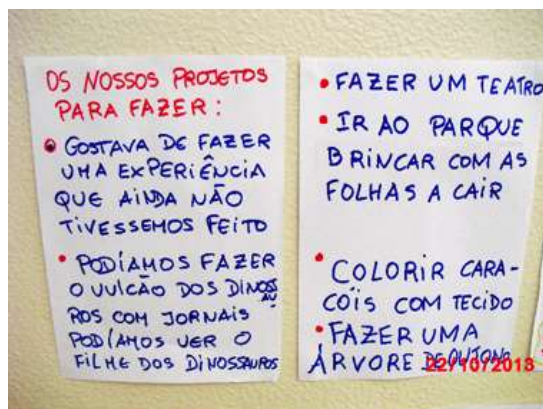 OS NOSSOS PROJETOS
PARA FAZER:
• GOSTAVA DE FAZER
UMA EXPERIÊNCIA
QUE AINDA NÃO
TIVESSEMOS FEITO
• PODÍAMOS FAZER
O VULCÃO DOS DINOSSAU
ROS COM JORNAIS
PODÍAMOS VER O
FILME DOS DINOSSAUROS
• FAZER UM TEATRO
• IR AO PARQUE
BRINCAR COM AS
FOLHAS A CAIR
• COLORIR CARA-
CÓIS COM TECIDO
• FAZER UMA
ÁRVORE DE OUTONO
22/10/2013